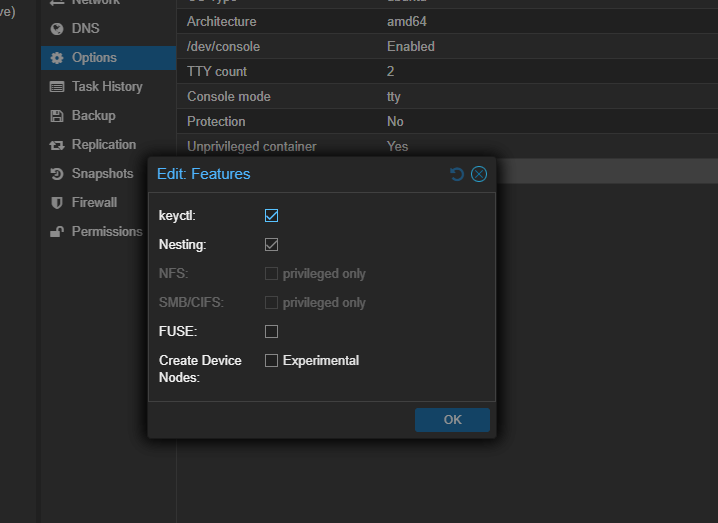 ve)
Network
DNS
Options
Task History
Backup
Replication
Snapshots
Firewall
Permissions
Architecture amd64
/dev/console Enabled
TTY count 2
Console mode tty
Protection No
Unprivileged container Yes
Edit: Features
keyctl:
Nesting:
NFS: privileged only
SMB/CIFS: privileged only
FUSE:
Create Device Experimental
Nodes:
OK